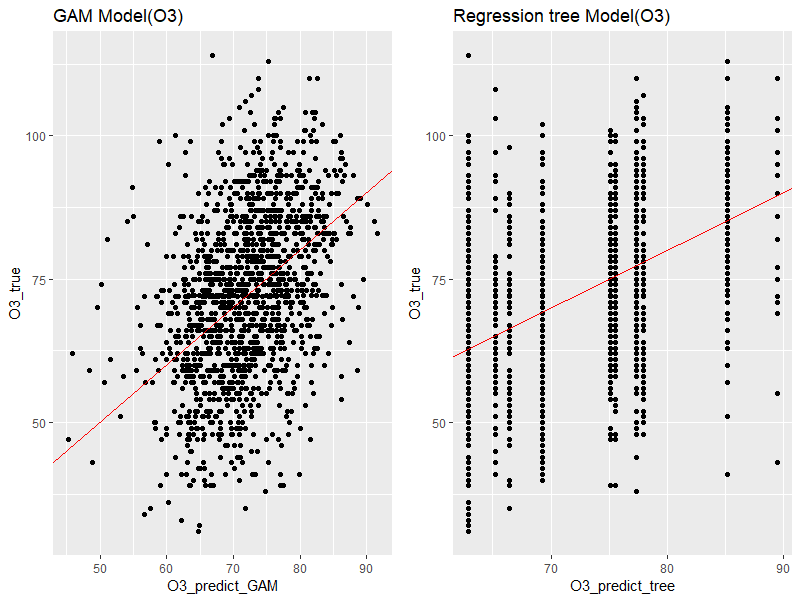 GAM Model(O3)
100
75
50
O3_true
50
60
70
80
90
O3_predict_GAM
Regression tree Model(O3)
100
75
50
O3_true
70
80
90
O3_predict_tree